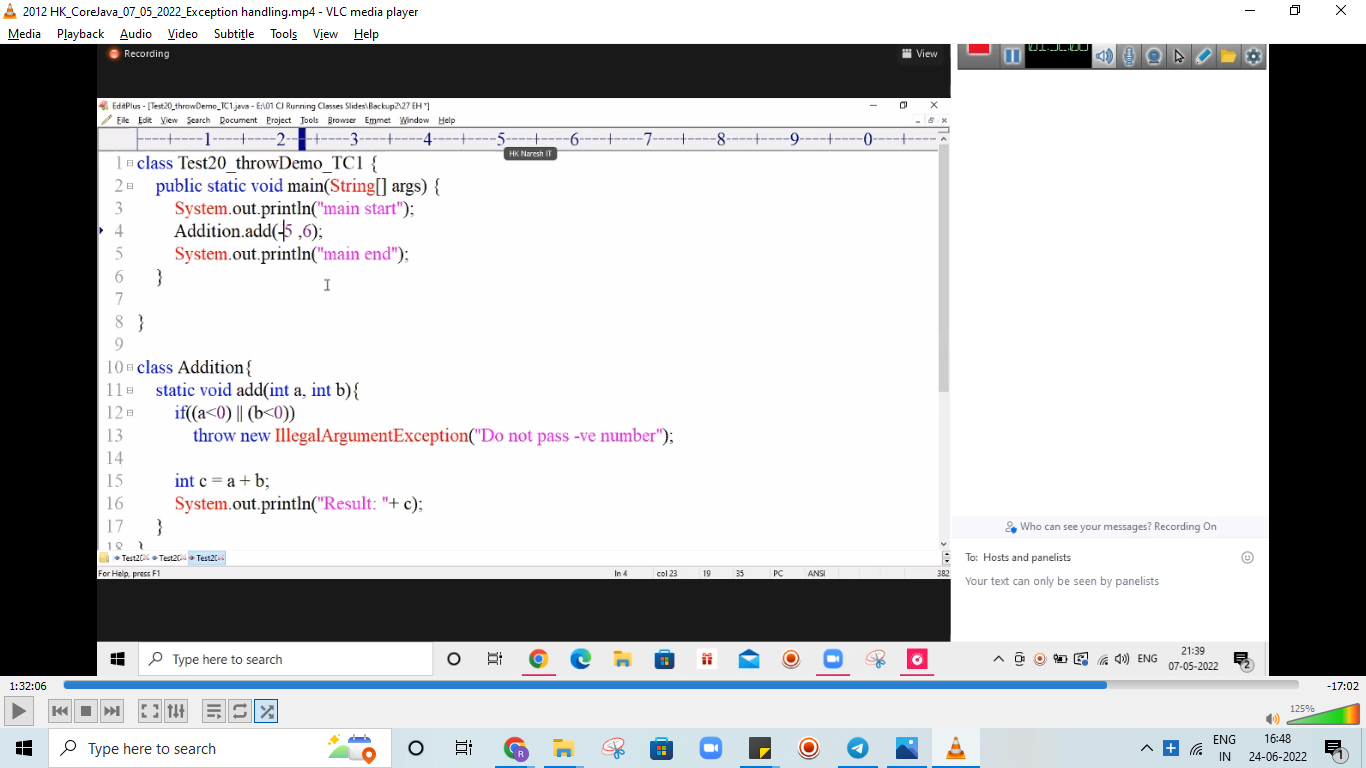 2012 HK_CoreJava_07_05_2022_Exception handling.mp4 - VLC media player
Media Playback Audio Video Subtitle Tools View Help
Recording
View
EditPlus - [Test20_throwDemo_TC1.java - E:\01 CJ Running Classes Slides\Backup2\27 EH *]
File Edit View Search Document Project Tools Browser Emmet Window Help
----+----1----+----2----+----3----+----4----+----5----+----6----+----7----+----8----+----9----+----0----+--
HK Naresh IT
1 class Test20_throwDemo_TC1 {
2 public static void main(String[] args) {
3 System.out.println("main start");
4 Addition.add(-5 ,6);
5 System.out.println("main end");
6 }
7
8 }
9
10 class Addition{
11 static void add(int a, int b){
12 if((a<0) || (b<0))
13 throw new IllegalArgumentException("Do not pass -ve number");
14
15 int c = a + b;
16 System.out.println("Result: "+ c);
17 }
18 }
Test20 Test20 Test20
For Help, press F1 ln 4 col 23 19 35 PC ANSI 382
Who can see your messages? Recording On
To: Hosts and panelists
Your text can only be seen by panelists
Type here to search
ENG
21:39
07-05-2022
2
1:32:06
-17:02
125%
Type here to search
ENG
IN
16:48
24-06-2022
1